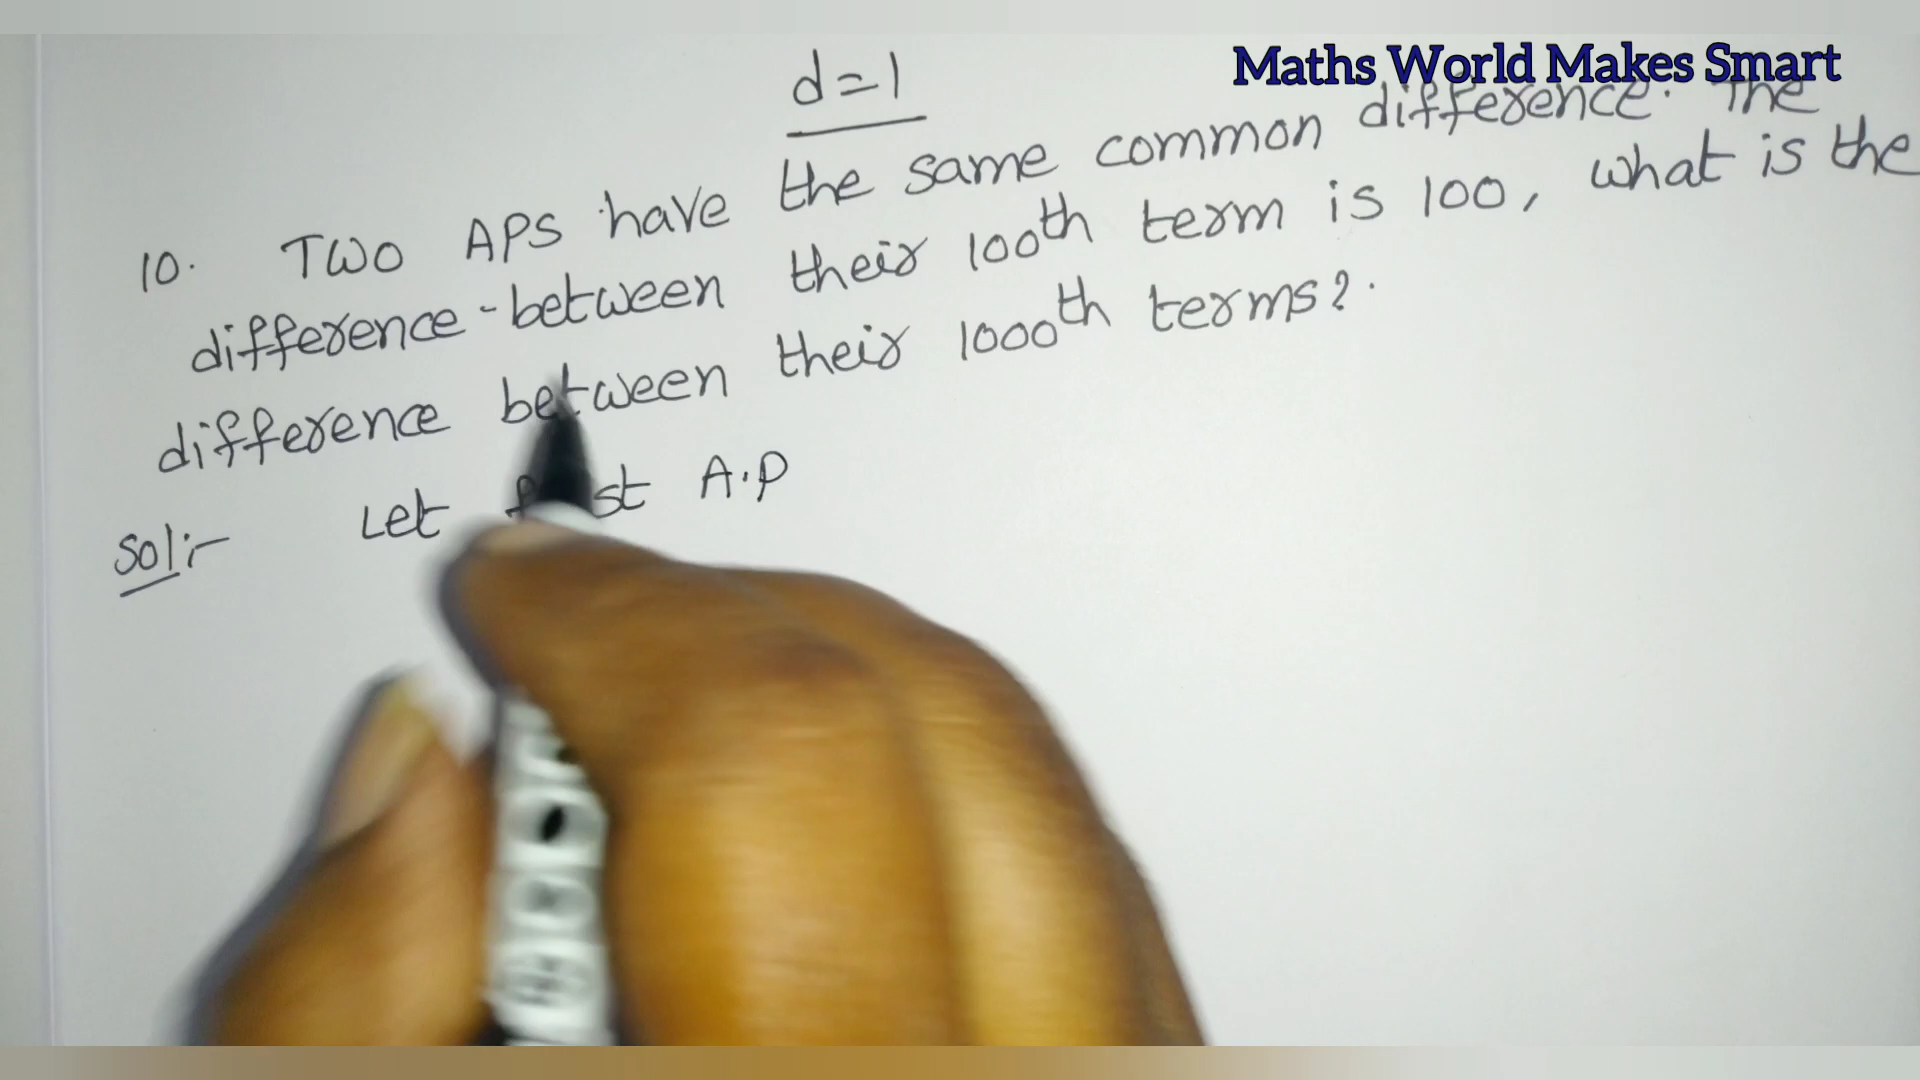 Maths World Makes Smart
d=1
10. Two APS have the same common difference. The
difference between their 100th term is 100, what is the
difference between their 1000th terms?.
Sol:- Let first A.P